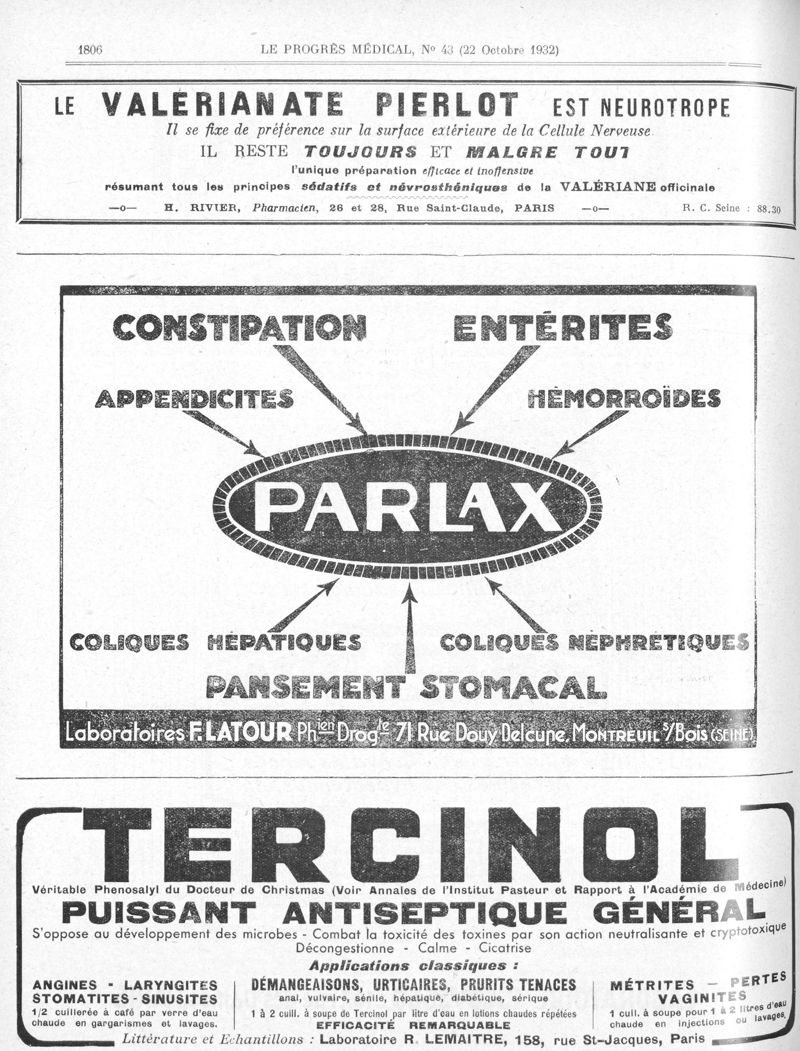 1806 LE PROGRÈS MÉDICAL, N° 43 (22 Octobre 1932)
LE VALERIANATE PIERLOT EST NEUROTROPE
Il se fixe de préférence sur la surface extérieure de la Cellule Nerveuse.
IL RESTE TOUJOURS ET MALGRE TOUT
l'unique préparation efficace et inoffensive
résumant tous les principes sédatifs et névrosthéniques de la VALÉRIANE officinale
—o— H. RIVIER, Pharmacien, 26 et 28, Rue Saint-Claude, PARIS —o— R. C. Seine : 88.30
CONSTIPATION ENTÉRITES
APPENDICITES HÉMORROÏDES
PARLAX
COLIQUES HÉPATIQUES COLIQUES NÉPHRÉTIQUES
PANSEMENT STOMACAL
Laboratoires F. LATOUR Phien Drogte 71 Rue Douy Delcupe, MONTREUIL s/Bois (SEINE)
TERCINOL
Véritable Phenosalyl du Docteur de Christmas (Voir Annales de l'Institut Pasteur et Rapport à l'Académie de Médecine)
PUISSANT ANTISEPTIQUE GÉNÉRAL
S'oppose au développement des microbes - Combat la toxicité des toxines par son action neutralisante et cryptotoxique
Décongestionne - Calme - Cicatrise
Applications classiques :
ANGINES - LARYNGITES
STOMATITES - SINUSITES
1/2 cuillerée à café par verre d'eau
chaude en gargarismes et lavages.
DÉMANGEAISONS, URTICAIRES, PRURITS TENACES
anal, vulvaire, sénile, hépatique, diabétique, sérique
1 à 2 cuill. à soupe de Tercinol par litre d'eau en lotions chaudes répétées
EFFICACITÉ REMARQUABLE
MÉTRITES — PERTES
VAGINITES
1 cuil. à soupe pour 1 à 2 litres d'eau
chaude en injections ou lavages,
Littérature et Echantillons : Laboratoire R. LEMAITRE, 158, rue St-Jacques, Paris